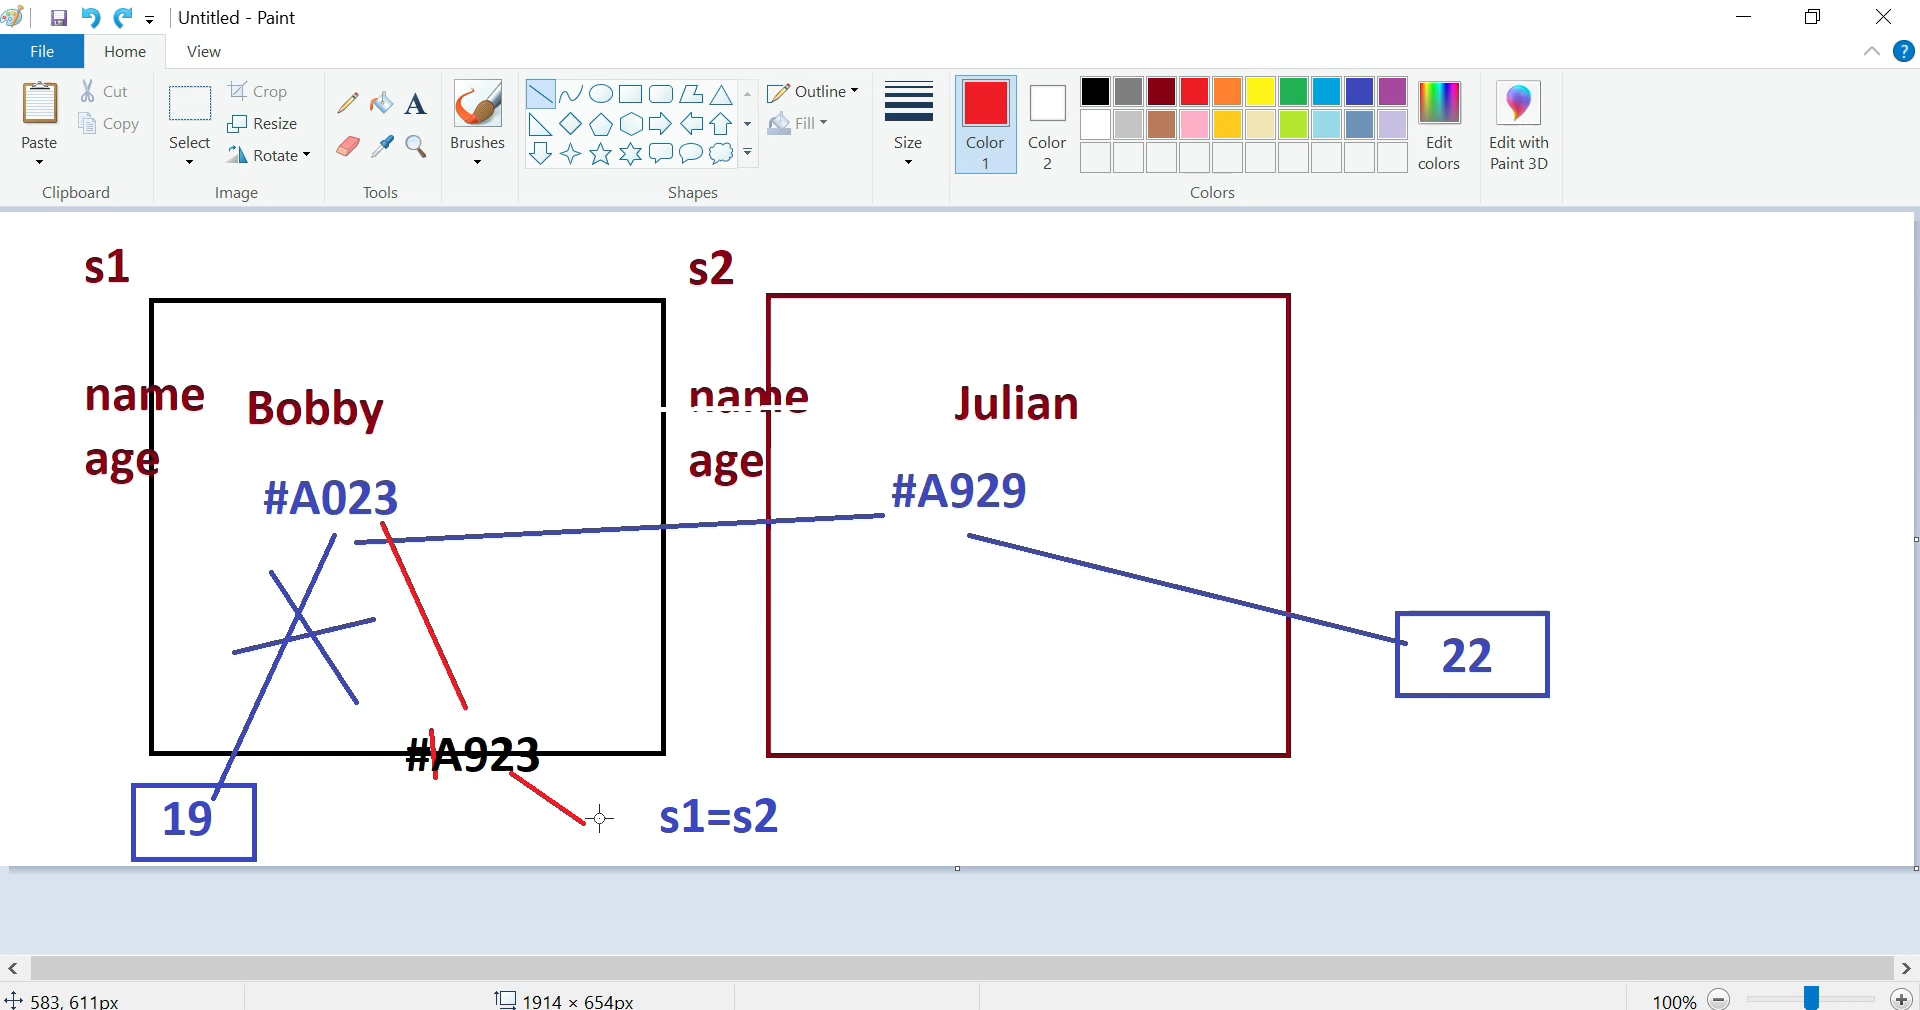 Untitled - Paint
File Home View
Paste
Cut
Copy
Clipboard
Select
Crop
Resize
Rotate
Image
Tools
Brushes
Shapes
Outline
Fill
Size
Color 1
Color 2
Edit colors
Edit with Paint 3D
Colors
s1 s2
name Bobby name Julian
age age
#A023 #A929
22
#A923
19 s1=s2
583, 611px 1914 × 654px 100%